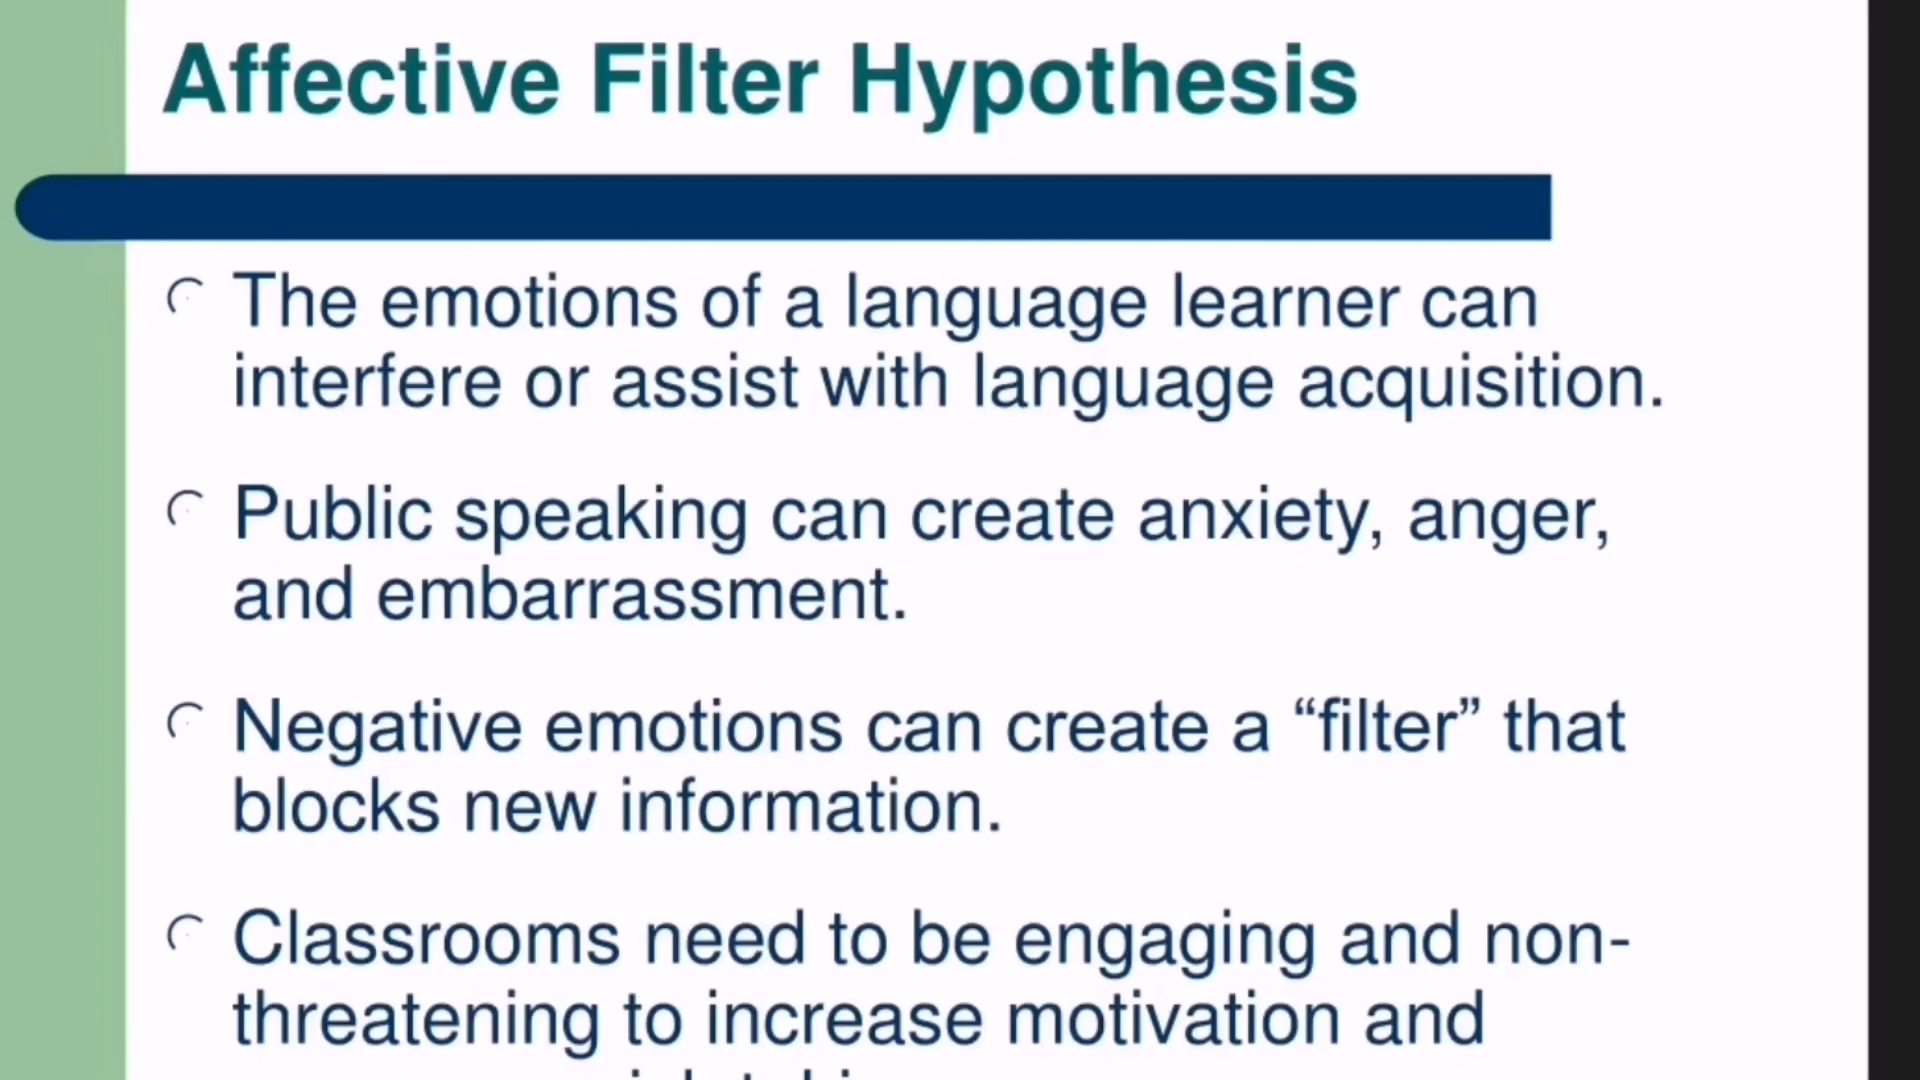 Affective Filter Hypothesis
The emotions of a language learner can
interfere or assist with language acquisition.
Public speaking can create anxiety, anger,
and embarrassment.
Negative emotions can create a “filter” that
blocks new information.
Classrooms need to be engaging and non-
threatening to increase motivation and